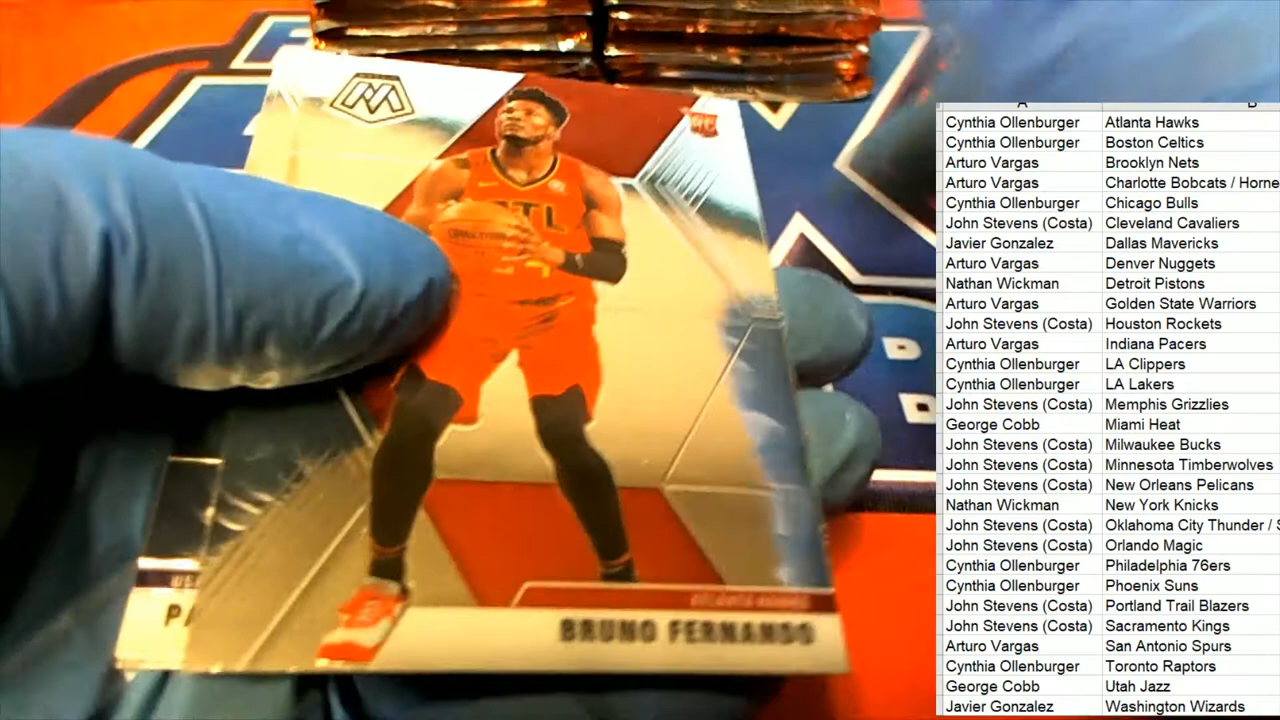 RC
ATL
ATLANTA HAWKS
BRUNO FERNANDO
PA
A B
Cynthia Ollenburger Atlanta Hawks
Cynthia Ollenburger Boston Celtics
Arturo Vargas Brooklyn Nets
Arturo Vargas Charlotte Bobcats / Horne
Cynthia Ollenburger Chicago Bulls
John Stevens (Costa) Cleveland Cavaliers
Javier Gonzalez Dallas Mavericks
Arturo Vargas Denver Nuggets
Nathan Wickman Detroit Pistons
Arturo Vargas Golden State Warriors
John Stevens (Costa) Houston Rockets
Arturo Vargas Indiana Pacers
Cynthia Ollenburger LA Clippers
Cynthia Ollenburger LA Lakers
John Stevens (Costa) Memphis Grizzlies
George Cobb Miami Heat
John Stevens (Costa) Milwaukee Bucks
John Stevens (Costa) Minnesota Timberwolves
John Stevens (Costa) New Orleans Pelicans
Nathan Wickman New York Knicks
John Stevens (Costa) Oklahoma City Thunder / S
John Stevens (Costa) Orlando Magic
Cynthia Ollenburger Philadelphia 76ers
Cynthia Ollenburger Phoenix Suns
John Stevens (Costa) Portland Trail Blazers
John Stevens (Costa) Sacramento Kings
Arturo Vargas San Antonio Spurs
Cynthia Ollenburger Toronto Raptors
George Cobb Utah Jazz
Javier Gonzalez Washington Wizards